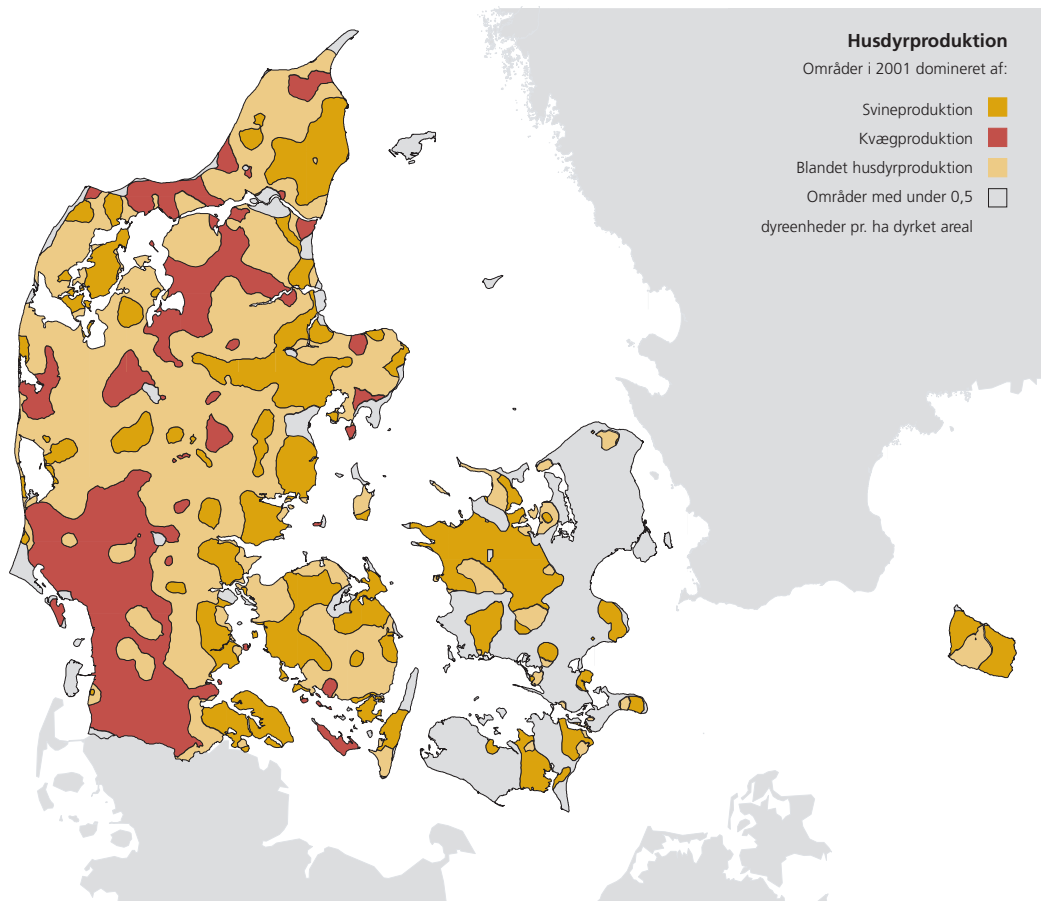 Husdyrproduktion
Områder i 2001 domineret af:
Svineproduktion
Kvægproduktion
Blandet husdyrproduktion
Områder med under 0,5
dyreenheder pr. ha dyrket areal